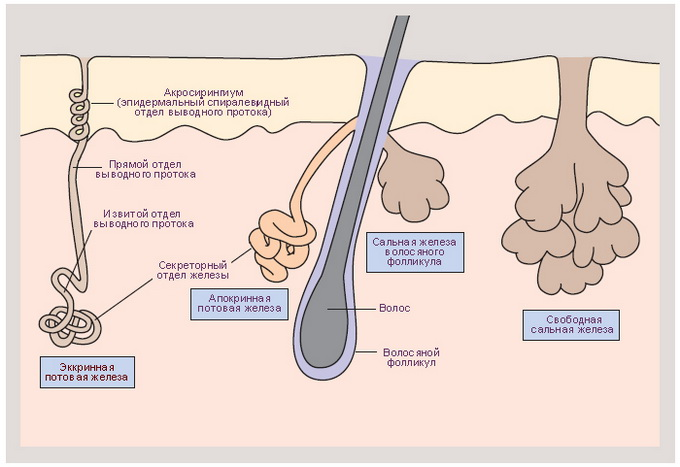 Акросирингиум
(эпидермальный спиралевидный
отдел выводного протока)
Прямой отдел
выводного протока
Извитой отдел
выводного протока
Секреторный
отдел железы
Сальная железа
волосяного
фолликула
Апокринная
потовая железа
Волос
Свободная
сальная железа
Волосяной
фолликул
Эккринная
потовая железа